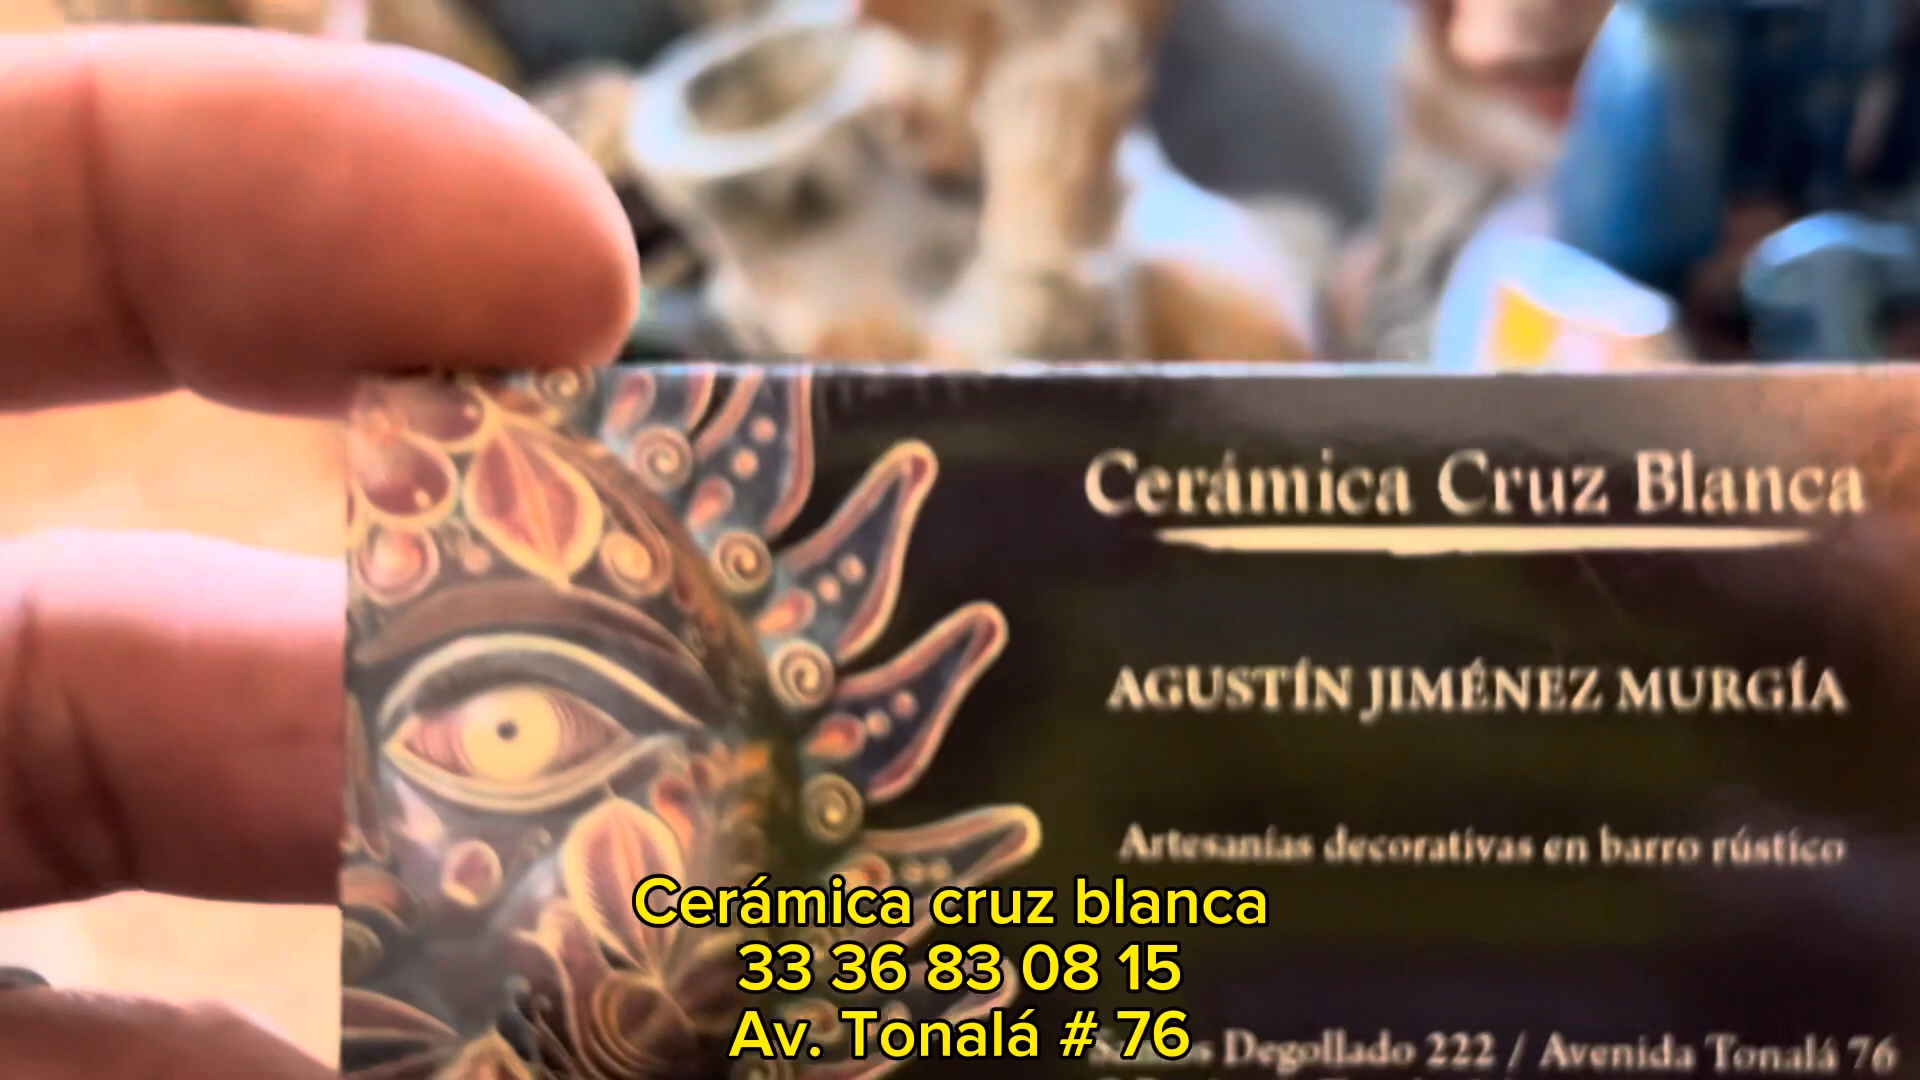 Cerámica Cruz Blanca
AGUSTÍN JIMÉNEZ MURGÍA
Artesanías decorativas en barro rústico
Cerámica cruz blanca
33 36 83 08 15
Av. Tonalá # 76
Degollado 222 / Avenida Tonalá 76